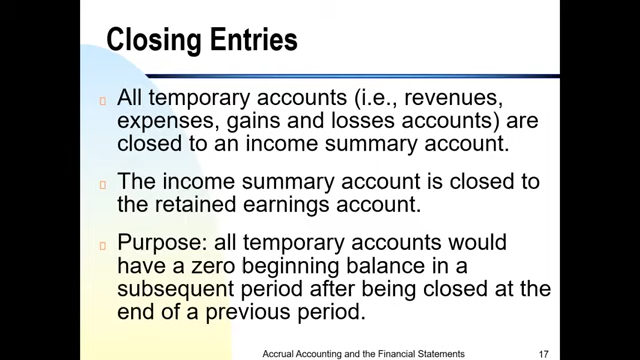 Closing Entries
All temporary accounts (i.e., revenues,
expenses, gains and losses accounts) are
closed to an income summary account.
The income summary account is closed to
the retained earnings account.
Purpose: all temporary accounts would
have a zero beginning balance in a
subsequent period after being closed at the
end of a previous period.
Accrual Accounting and the Financial Statements 17